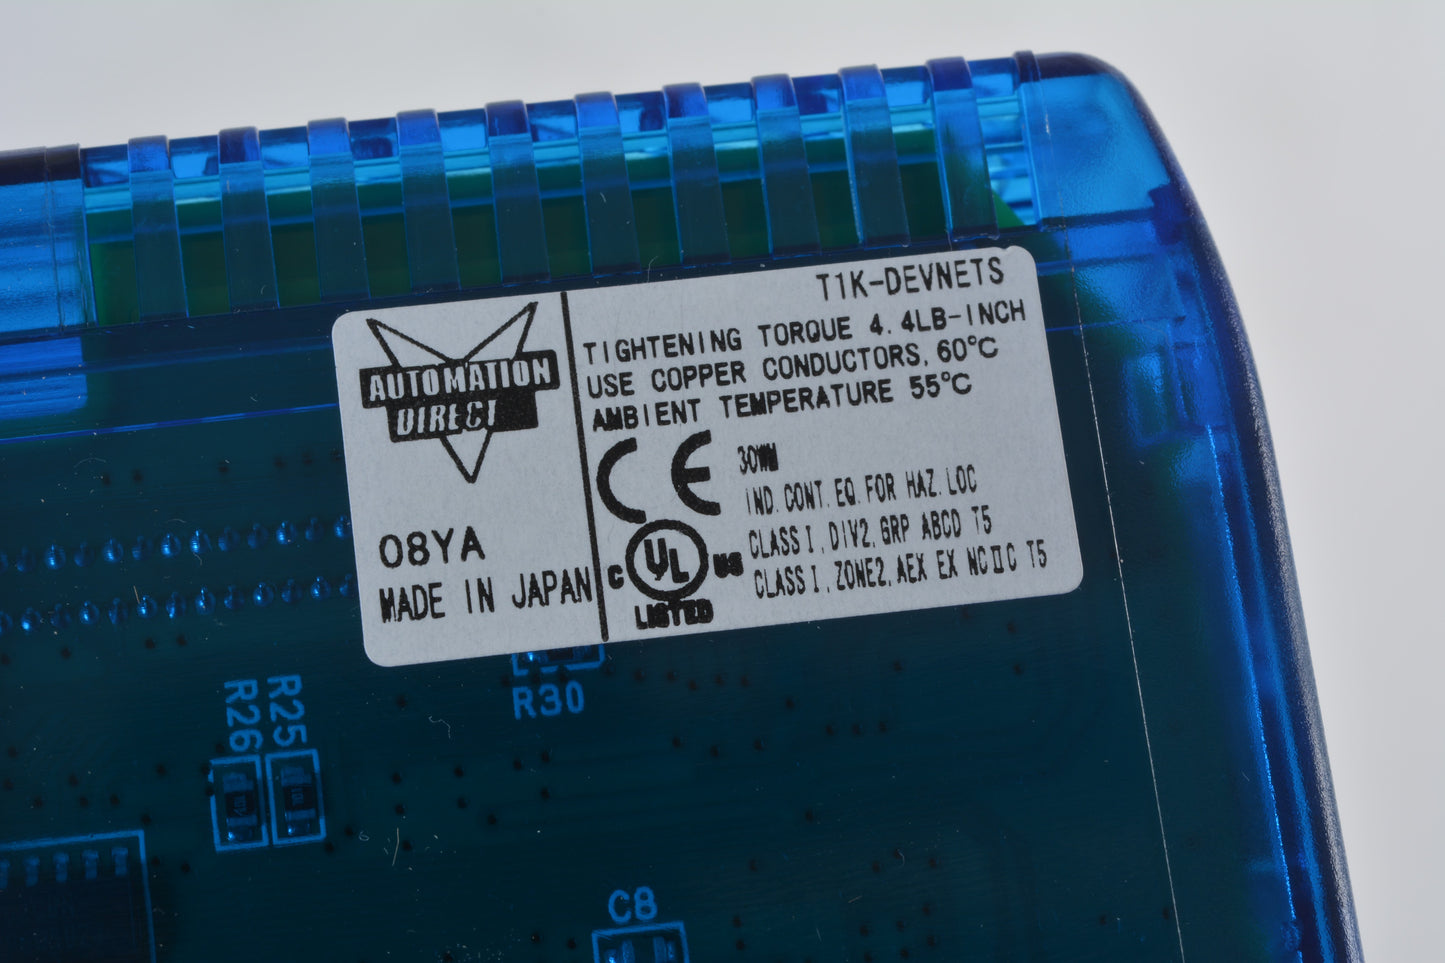 T1K-DEVNETS
AUTOMATION
DIRECT
TIGHTENING TORQUE 4.4LB-INCH
USE COPPER CONDUCTORS, 60°C
AMBIENT TEMPERATURE 55°C
CE
30WM
IND.CONT.EQ.FOR HAZ.LOC
CLASS I, DIV2, GRP ABCD T5
CLASS I, ZONE2, AEX EX NCⅡC T5
08YA
MADE IN JAPAN
C UL US
LISTED
R30
R26
R25
C8